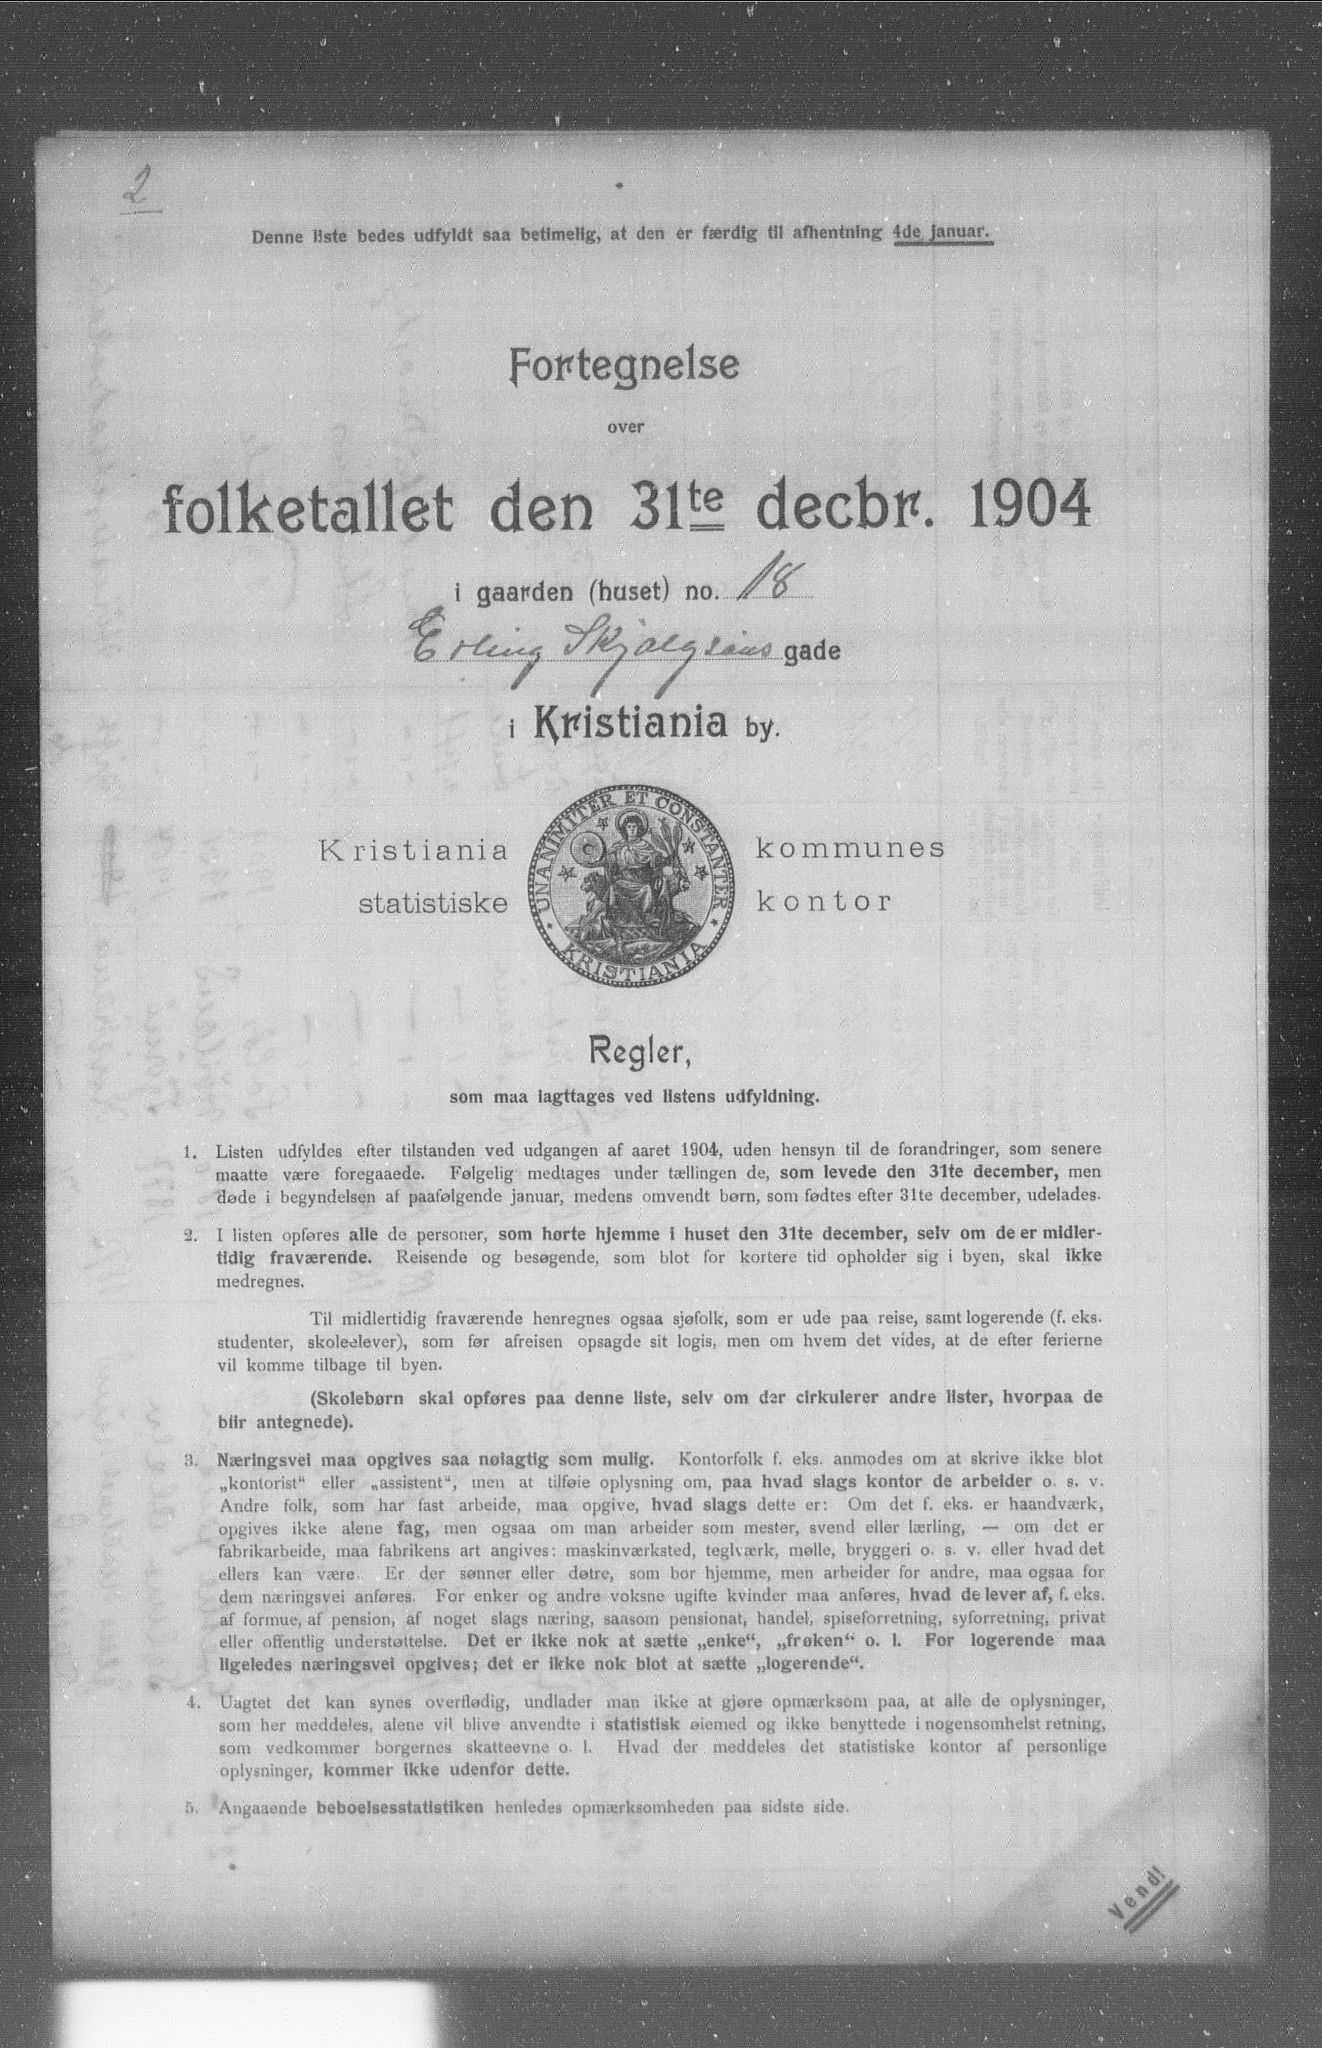 2
Denne liste bedes udfyldt saa betimelig, at den er færdig til afhentning 4de januar.
Fortegnelse
over
folketallet den 31te decbr. 1904
i gaarden (huset) no. 18
Erling Skjalgsøns gade
i Kristiania by.
Kristiania kommunes
statistiske kontor
UNANIMITER ET CONSTANTER
KRISTIANIA
Regler,
som maa iagttages ved listens udfyldning.
1. Listen udfyldes efter tilstanden ved udgangen af aaret 1904, uden hensyn til de forandringer, som senere
maatte være foregaaede. Følgelig medtages under tællingen de, som levede den 31te december, men
døde i begyndelsen af paafølgende januar, medens omvendt børn, som fødtes efter 31te december, udelades.
2. I listen opføres alle de personer, som hørte hjemme i huset den 31te december, selv om de er midler-
tidig fraværende. Reisende og besøgende, som blot for kortere tid opholder sig i byen, skal ikke
medregnes.
Til midlertidig fraværende henregnes ogsaa sjøfolk, som er ude paa reise, samt logerende (f. eks.
studenter, skoleelever), som før afreisen opsagde sit logis, men om hvem det vides, at de efter ferierne
vil komme tilbage til byen.
(Skolebørn skal opføres paa denne liste, selv om der cirkulerer andre lister, hvorpaa de
blir antegnede).
3. Næringsvei maa opgives saa nøiagtig som mulig. Kontorfolk f. eks. anmodes om at skrive ikke blot
„kontorist“ eller „assistent“, men at tilføie oplysning om, paa hvad slags kontor de arbeider o. s. v.
Andre folk, som har fast arbeide, maa opgive, hvad slags dette er: Om det f. eks. er haandværk,
opgives ikke alene fag, men ogsaa om man arbeider som mester, svend eller lærling, — om det er
fabrikarbeide, maa fabrikens art angives: maskinværksted, teglværk, mølle, bryggeri o. s. v. eller hvad det
ellers kan være. Er der sønner eller døtre, som bor hjemme, men arbeider for andre, maa ogsaa for
dem næringsvei anføres. For enker og andre voksne ugifte kvinder maa anføres, hvad de lever af, f. eks.
af formue, af pension, af noget slags næring, saasom pensionat, handel, spiseforretning, syforretning, privat
eller offentlig understøttelse. Det er ikke nok at sætte „enke“, „frøken“ o. l. For logerende maa
ligeledes næringsvei opgives; det er ikke nok blot at sætte „logerende“.
4. Uagtet det kan synes overflødig, undlader man ikke at gjøre opmærksom paa, at alle de oplysninger,
som her meddeles, alene vil blive anvendte i statistisk øiemed og ikke benyttede i nogensomhelst retning,
som vedkommer borgernes skatteevne o. l. Hvad der meddeles det statistiske kontor af personlige
oplysninger, kommer ikke udenfor dette.
5. Angaaende beboelsesstatistiken henledes opmærksomheden paa sidste side.
Vend!